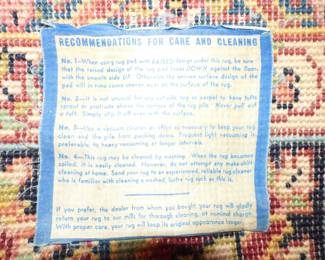 RECOMMENDATIONS FOR CARE AND CLEANING
No. 1—When using rug pad with RAISED design under this rug, be sure
that the raised design of the rug pad faces DOWN against the floor,
with the smooth side UP. Otherwise the uneven surface design of the
pad will in time cause uneven wear on the surface of the rug.
No. 2—It is not unusual for any outside rug or carpet to have tufts
sprout or protrude above the surface of the rug pile. Never pull out
a tuft. Simply clip it off even with the surface.
No. 3—Use a vacuum cleaner as often as necessary to keep your rug
clean and the pile from packing down. Frequent light vacuuming is
preferable to heavy vacuuming at longer intervals.
No. 4—This rug may be cleaned by washing. When the rug becomes
soiled, it is easily cleaned. However, do not attempt any makeshift
cleaning at home. Send your rug to an experienced, reliable rug cleaner
who is familiar with cleaning a washed, lustre rug such as this is.
If you prefer, the dealer from whom you bought your rug will gladly
return your rug to our mills for thorough cleaning, at nominal charge.
With proper care, your rug will keep its original appearance longer.